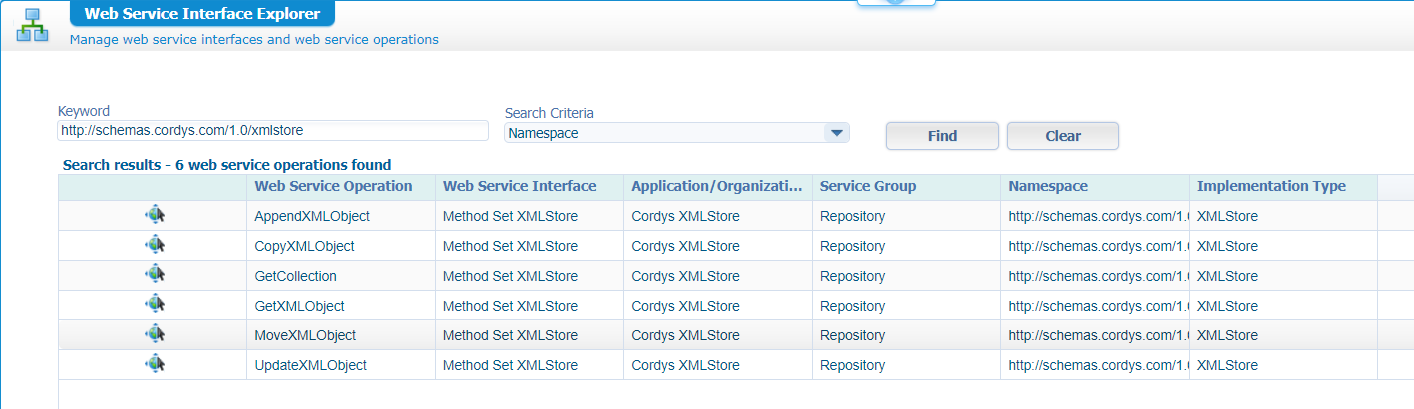 Web Service Interface Explorer
Manage web service interfaces and web service operations
Keyword
Search Criteria
http://schemas.cordys.com/1.0/xmlstore
Namespace
Find
Clear
Search results - 6 web service operations found
Web Service Operation Web Service Interface Application/Organizati... Service Group Namespace Implementation Type
AppendXMLObject Method Set XMLStore Cordys XMLStore Repository http://schemas.cordys.com/1.0 XMLStore
CopyXMLObject Method Set XMLStore Cordys XMLStore Repository http://schemas.cordys.com/1.0 XMLStore
GetCollection Method Set XMLStore Cordys XMLStore Repository http://schemas.cordys.com/1.0 XMLStore
GetXMLObject Method Set XMLStore Cordys XMLStore Repository http://schemas.cordys.com/1.0 XMLStore
MoveXMLObject Method Set XMLStore Cordys XMLStore Repository http://schemas.cordys.com/1.0 XMLStore
UpdateXMLObject Method Set XMLStore Cordys XMLStore Repository http://schemas.cordys.com/1.0 XMLStore